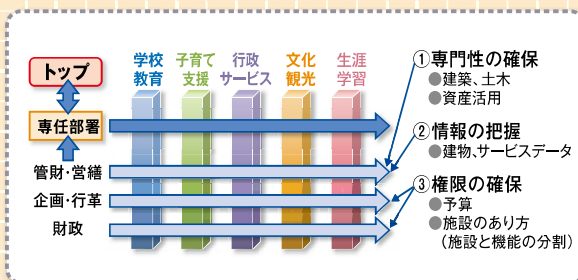 トップ
専任部署
管財・営繕
企画・行革
財政
学校
教育
子育て
支援
行政
サービス
文化
観光
生涯
学習
①専門性の確保
●建築、土木
●資産活用
②情報の把握
●建物、サービスデータ
③権限の確保
●予算
●施設のあり方
（施設と機能の分割）